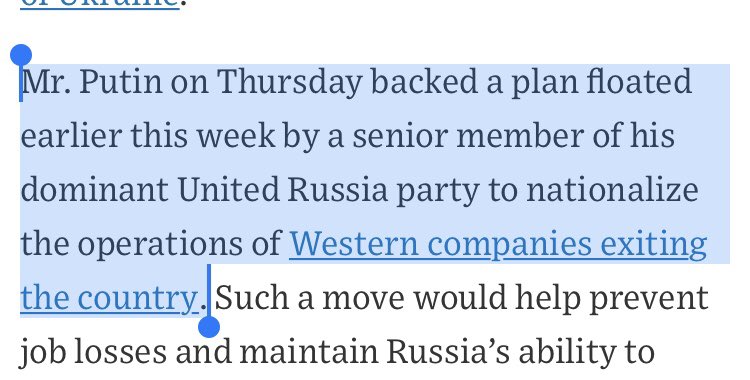 of Ukraine.
Mr. Putin on Thursday backed a plan floated
earlier this week by a senior member of his
dominant United Russia party to nationalize
the operations of Western companies exiting
the country. Such a move would help prevent
job losses and maintain Russia’s ability to